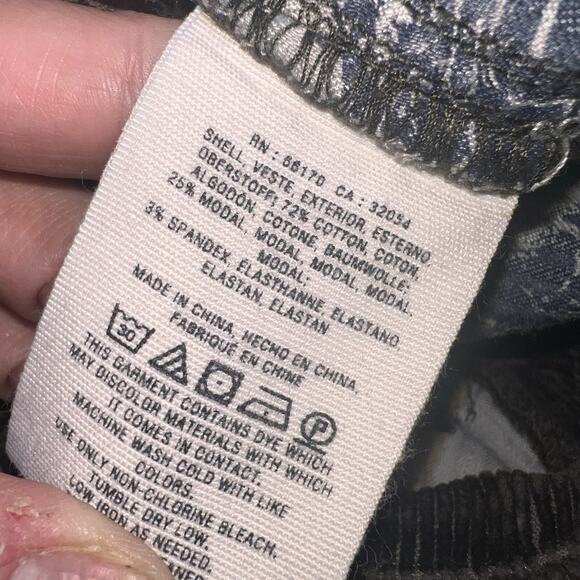 RN : 66170 CA : 32054
SHELL, VESTE, EXTERIOR, ESTERNO
OBERSTOFF, 72% COTTON, COTON,
ALGODON, COTONE, BAUMWOLLE;
25% MODAL, MODAL, MODAL, MODAL,
MODAL;
3% SPANDEX, ELASTHANNE, ELASTANO,
ELASTAN, ELASTAN
MADE IN CHINA, HECHO EN CHINA,
FABRIQUÉ EN CHINE
30 P
THIS GARMENT CONTAINS DYE WHICH
MAY DISCOLOR MATERIALS WITH WHICH
IT COMES IN CONTACT.
MACHINE WASH COLD WITH LIKE
COLORS.
USE ONLY NON-CHLORINE BLEACH.
TUMBLE DRY LOW.
LOW IRON AS NEEDED.